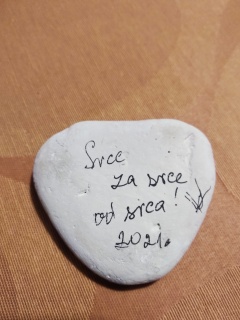 Srce
za srce
od srca!
2021.